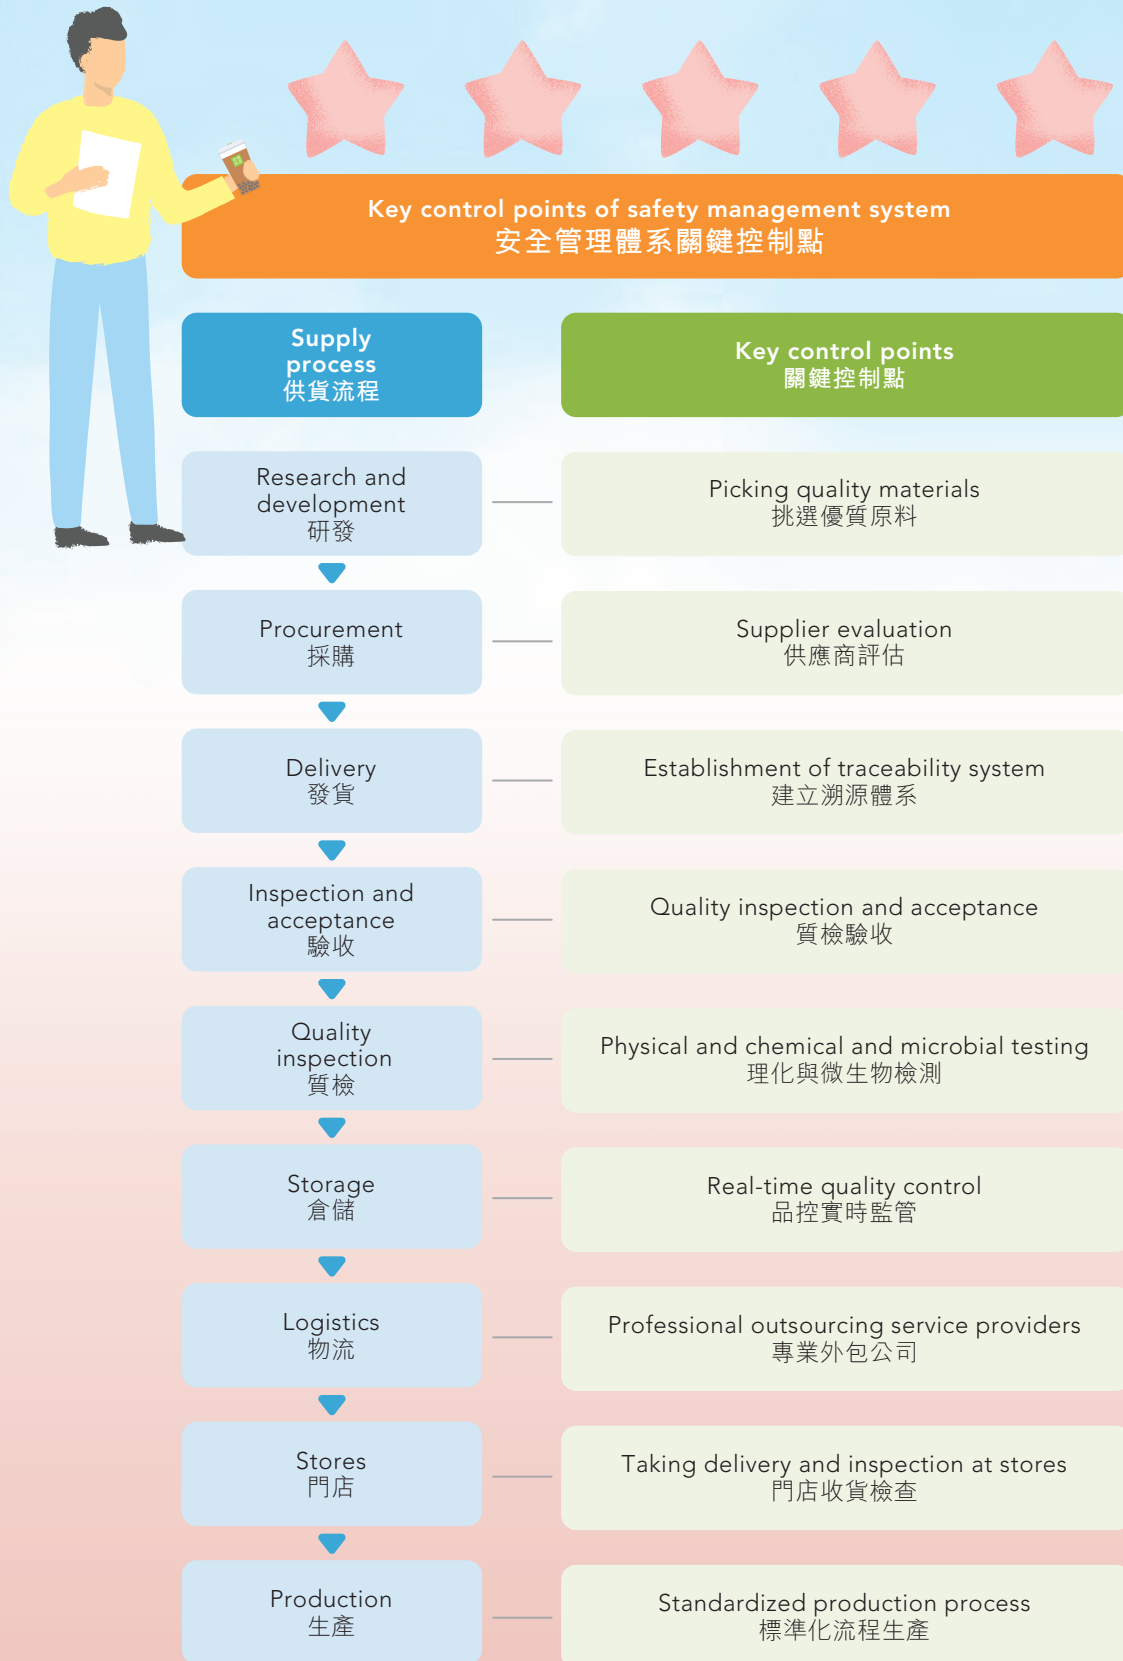 Key control points of safety management system
安全管理體系關鍵控制點
Supply
process
供貨流程
Key control points
關鍵控制點
Research and
development
研發
Picking quality materials
挑選優質原料
Procurement
採購
Supplier evaluation
供應商評估
Delivery
發貨
Establishment of traceability system
建立溯源體系
Inspection and
acceptance
驗收
Quality inspection and acceptance
質檢驗收
Quality
inspection
質檢
Physical and chemical and microbial testing
理化與微生物檢測
Storage
倉儲
Real-time quality control
品控實時監管
Logistics
物流
Professional outsourcing service providers
專業外包公司
Stores
門店
Taking delivery and inspection at stores
門店收貨檢查
Production
生產
Standardized production process
標準化流程生產